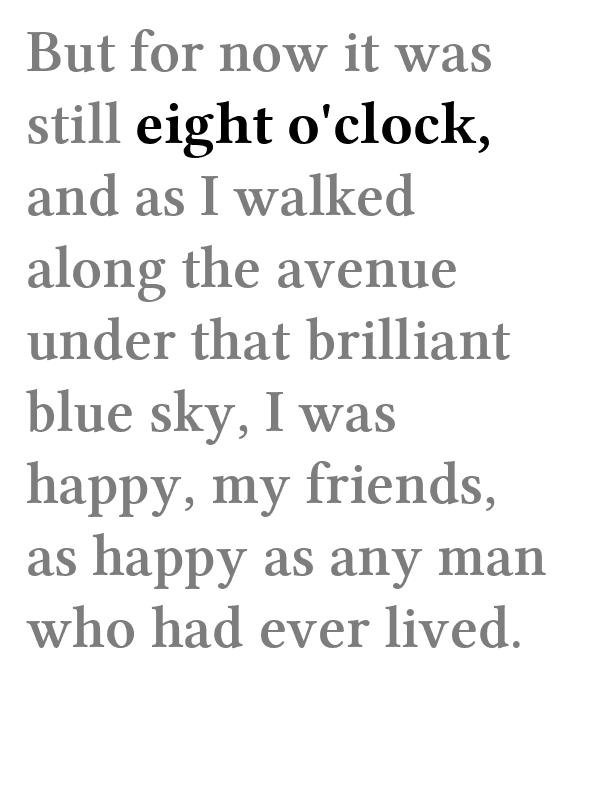 But for now it was
still eight o'clock,
and as I walked
along the avenue
under that brilliant
blue sky, I was
happy, my friends,
as happy as any man
who had ever lived.